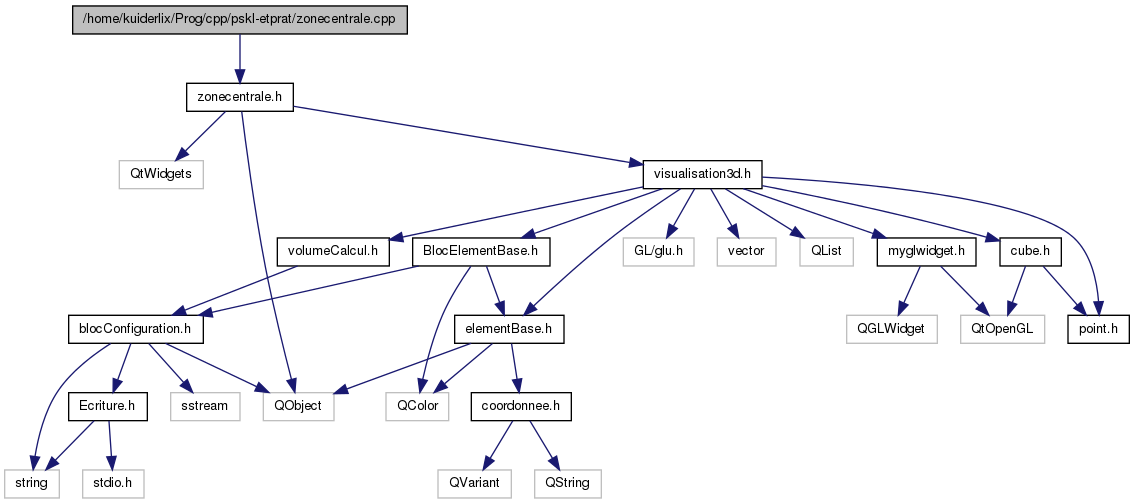 /home/kuiderlix/Prog/cpp/pskl-etprat/zonecentrale.cpp
zonecentrale.h
QtWidgets
visualisation3d.h
volumeCalcul.h
BlocElementBase.h
GL/glu.h
vector
QList
myglwidget.h
cube.h
blocConfiguration.h
elementBase.h
QGLWidget
QtOpenGL
point.h
Ecriture.h
sstream
QObject
QColor
coordonnee.h
string
stdio.h
QVariant
QString